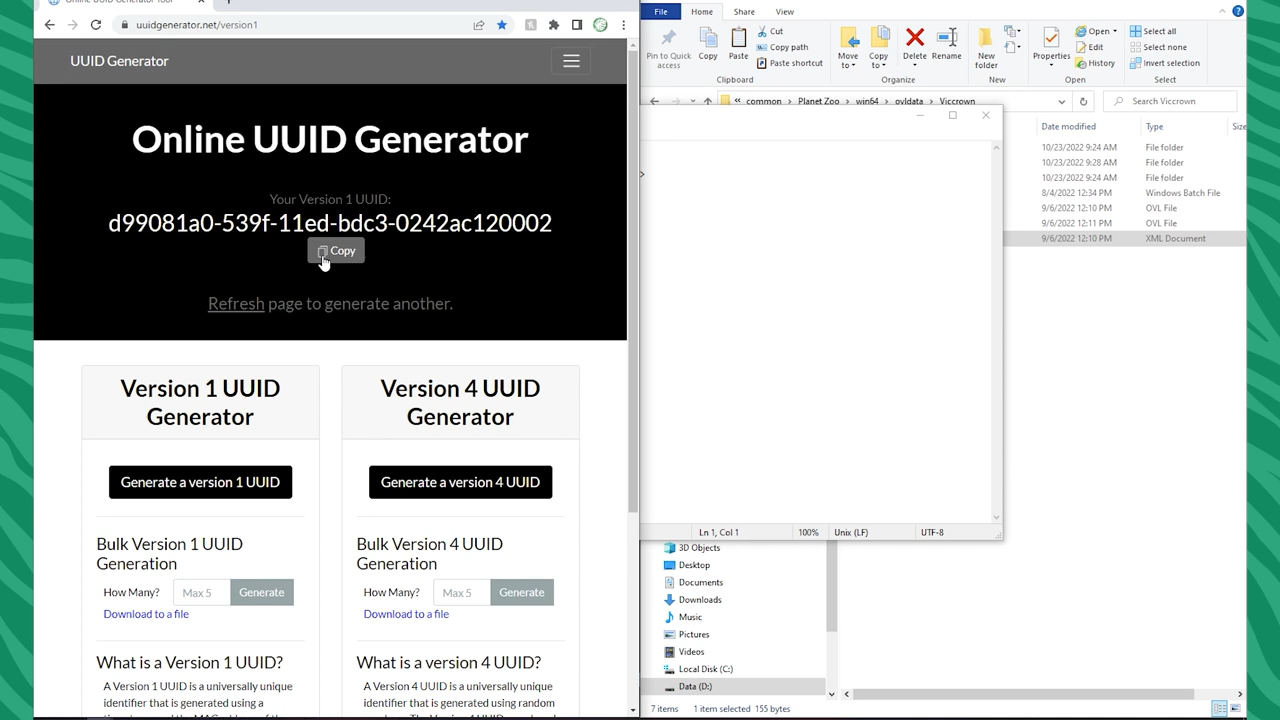 Online UUID Generator Tool
uuidgenerator.net/version1
UUID Generator
Online UUID Generator
Your Version 1 UUID:
d99081a0-539f-11ed-bdc3-0242ac120002
Copy
Refresh page to generate another.
Version 1 UUID
Generator
Generate a version 1 UUID
Bulk Version 1 UUID
Generation
How Many? Max 5 Generate
Download to a file
What is a Version 1 UUID?
A Version 1 UUID is a universally unique
identifier that is generated using a
Version 4 UUID
Generator
Generate a version 4 UUID
Bulk Version 4 UUID
Generation
How Many? Max 5 Generate
Download to a file
What is a version 4 UUID?
A Version 4 UUID is a universally unique
identifier that is generated using random
File Home Share View
Pin to Quick
access
Copy
Paste
Cut
Copy path
Paste shortcut
Clipboard
Move
to
Copy
to
Delete
Rename
Organize
New
folder
New
Properties
Open
Edit
History
Open
Select all
Select none
Invert selection
Select
« common Planet Zoo win64 ovldata Viccrown
Search Viccrown
Date modified Type Size
10/23/2022 9:24 AM File folder
10/23/2022 9:28 AM File folder
10/23/2022 9:24 AM File folder
8/4/2022 12:34 PM Windows Batch File
9/6/2022 12:10 PM OVL File
9/6/2022 12:11 PM OVL File
9/6/2022 12:10 PM XML Document
>
Ln 1, Col 1 100% Unix (LF) UTF-8
3D Objects
Desktop
Documents
Downloads
Music
Pictures
Videos
Local Disk (C:)
Data (D:)
7 items 1 item selected 155 bytes